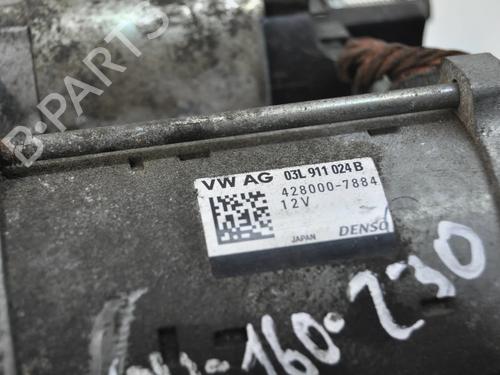 B-PARTS
VW AG 03L 911 024 B
428000-7884
12V
JAPAN DENSO
-160-230